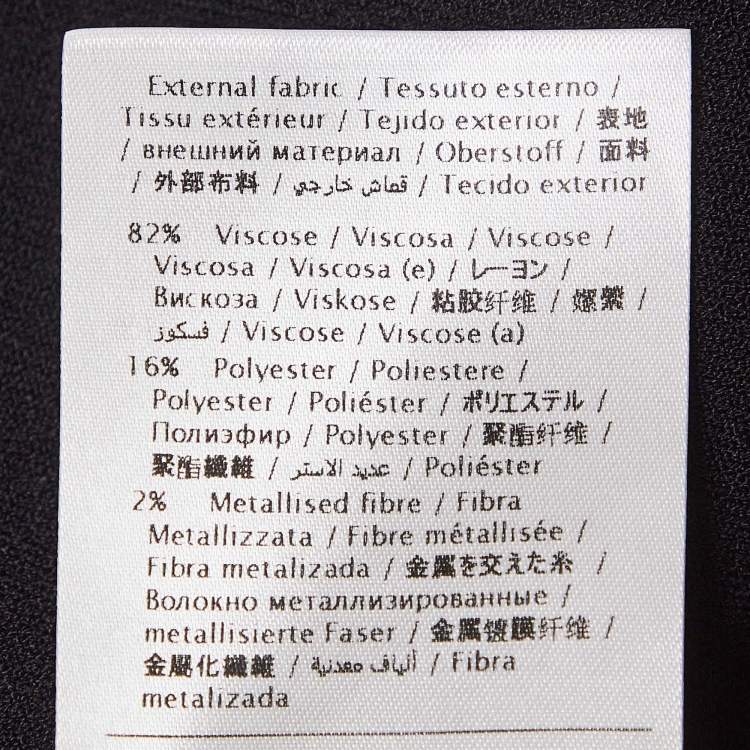 External fabric / Tessuto esterno /
Tissu extérieur / Tejido exterior / 表地
/ внешний материал / Oberstoff / 面料
/ 外部布料 / قماش خارجي / Tecido exterior
82% Viscose / Viscosa / Viscose /
Viscosa / Viscosa (e) / レーヨン /
Вискоза / Viskose / 粘胶纤维 / 嫘縈 /
فسكوز / Viscose / Viscose (a)
16% Polyester / Poliestere /
Polyester / Poliéster / ポリエステル /
Полиэфир / Polyester / 聚酯纤维 /
聚酯纖維 / عديد الاستر / Poliéster
2% Metallised fibre / Fibra
Metallizzata / Fibre métallisée /
Fibra metalizada / 金属を交えた糸 /
Волокно металлизированные /
metallisierte Faser / 金属镀膜纤维 /
金屬化纖維 / ألياف معدنية / Fibra
metalizada